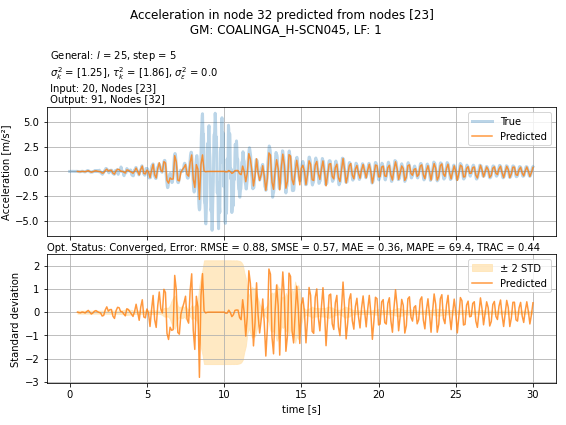 Acceleration in node 32 predicted from nodes [23]
GM: COALINGA_H-SCN045, LF: 1
General: l = 25, step = 5
σ²ₖ = [1.25], τ²ₖ = [1.86], σ²ε = 0.0
Input: 20, Nodes [23]
Output: 91, Nodes [32]
Acceleration [m/s²]
5.0
2.5
0.0
−2.5
−5.0
True
Predicted
Opt. Status: Converged, Error: RMSE = 0.88, SMSE = 0.57, MAE = 0.36, MAPE = 69.4, TRAC = 0.44
Standard deviation
2
1
0
−1
−2
−3
± 2 STD
Predicted
0 5 10 15 20 25 30
time [s]